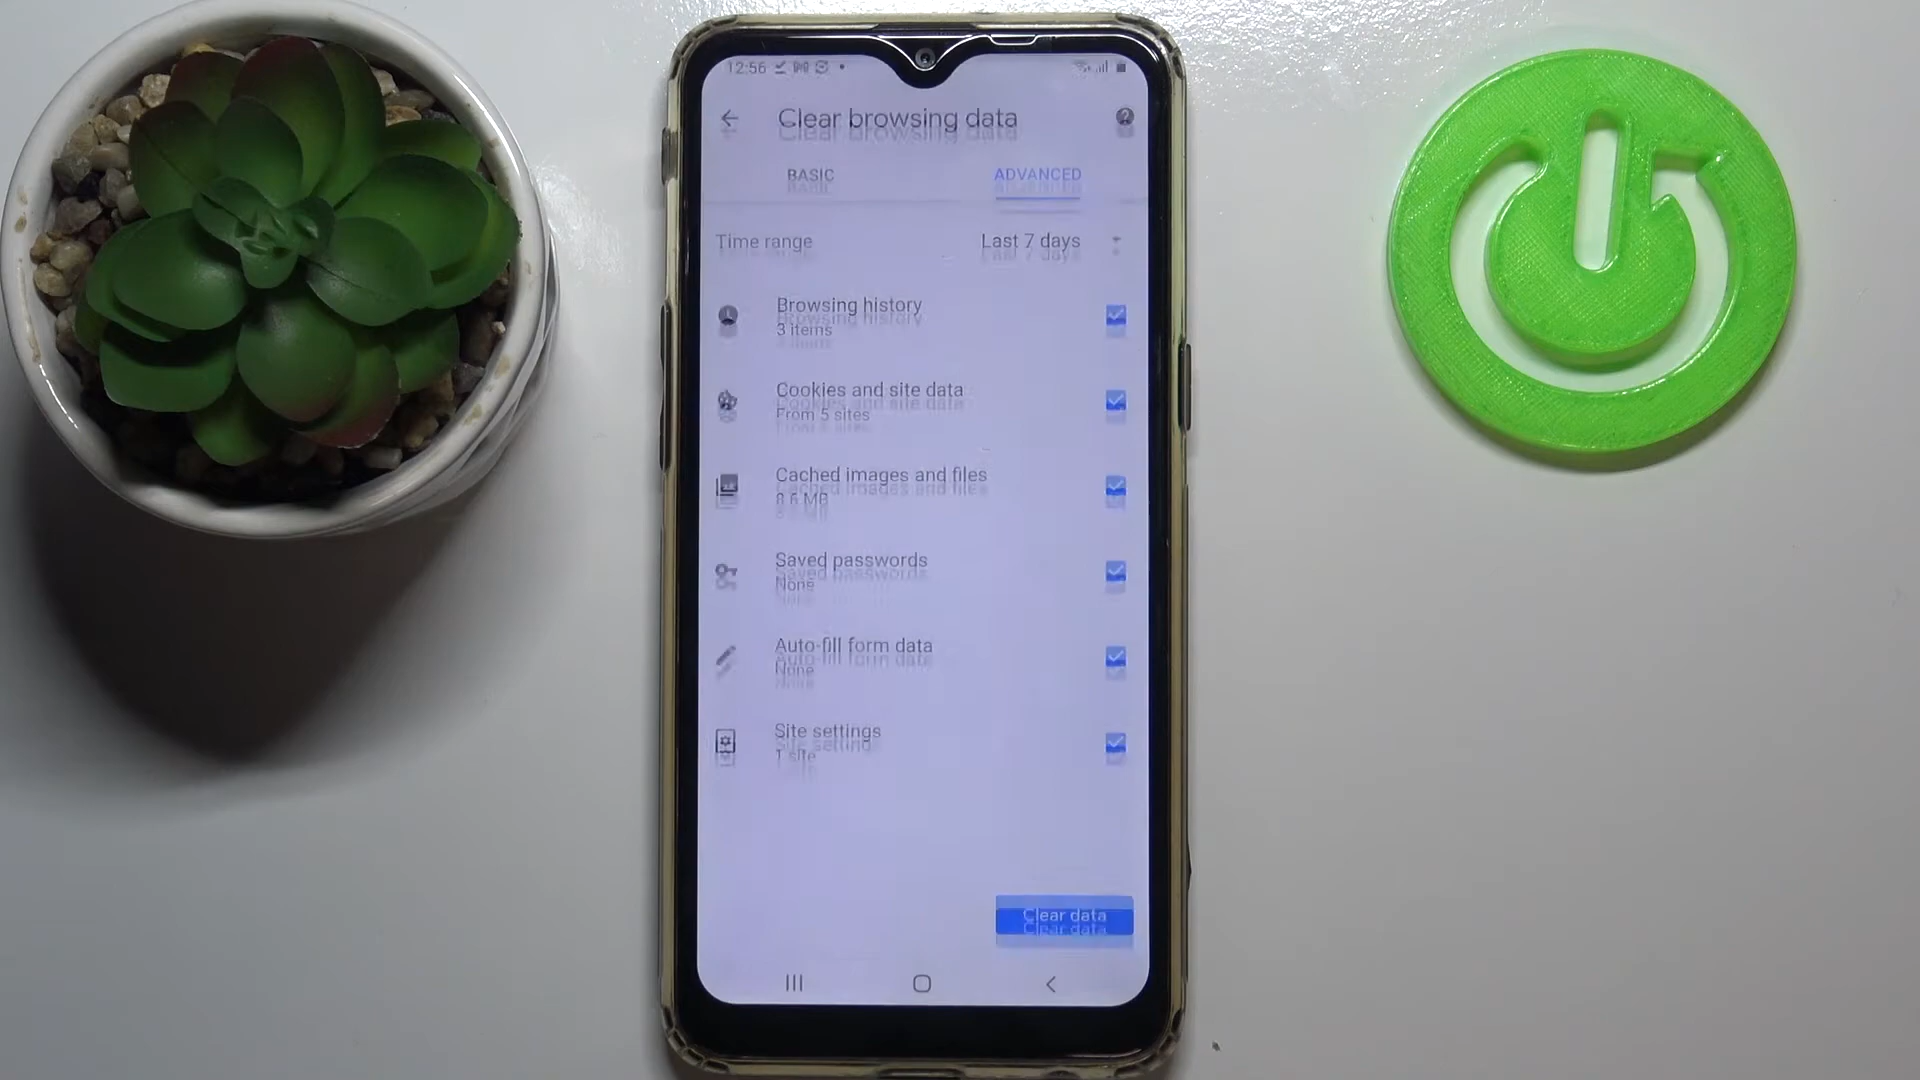 12:56
Clear browsing data
BASIC ADVANCED
Time range Last 7 days
Browsing history
3 items
Cookies and site data
From 5 sites
Cached images and files
8.6 MB
Saved passwords
None
Auto-fill form data
None
Site settings
1 site
Clear data